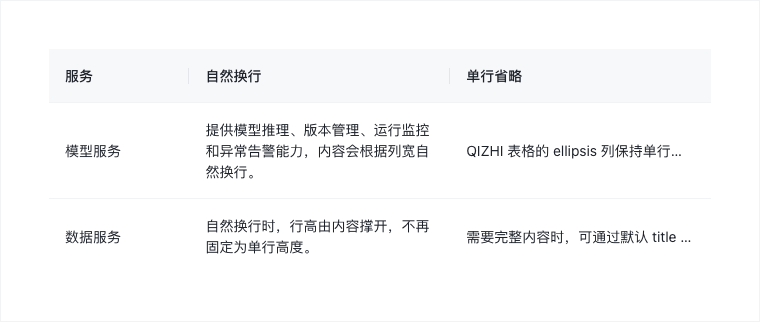 服务 自然换行 单行省略
模型服务
提供模型推理、版本管理、运行监控
和异常告警能力，内容会根据列宽自
然换行。
QIZHI 表格的 ellipsis 列保持单行...
数据服务
自然换行时，行高由内容撑开，不再
固定为单行高度。
需要完整内容时，可通过默认 title ...